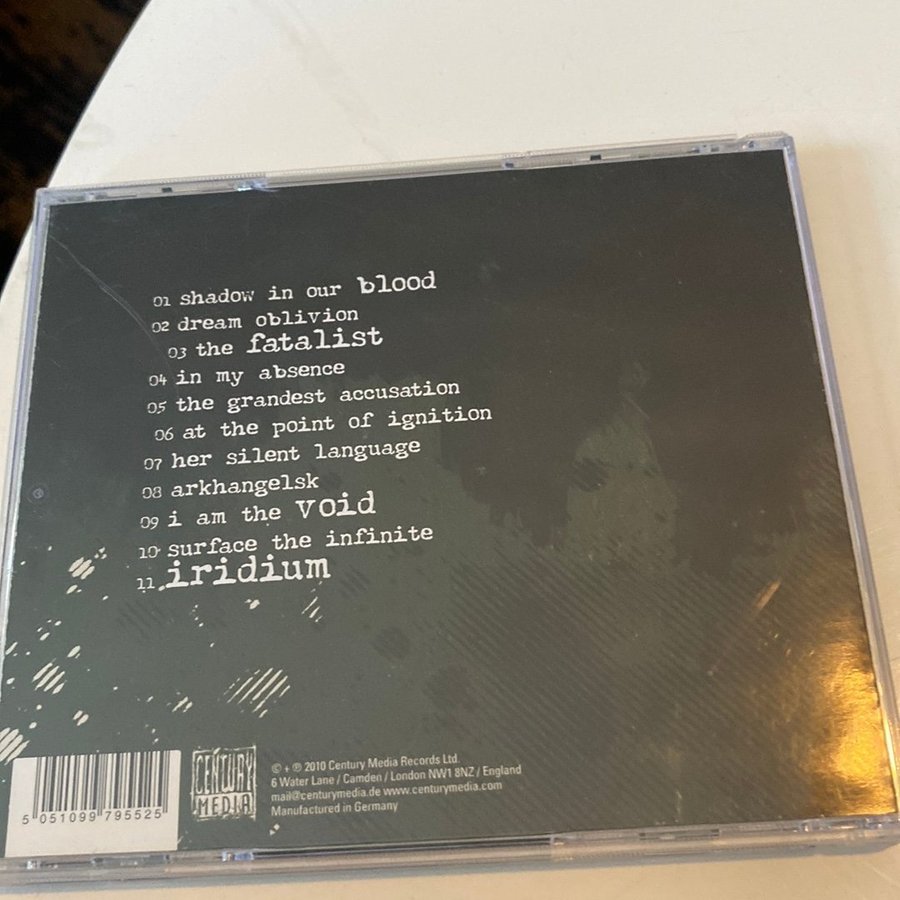 01 shadow in our blood
02 dream oblivion
03 the fatalist
04 in my absence
05 the grandest accusation
06 at the point of ignition
07 her silent language
08 arkhangelsk
09 i am the void
10 surface the infinite
11 iridium
5 051099 795525
CENTURY
MEDIA
© + ℗ 2010 Century Media Records Ltd.
6 Water Lane / Camden / London NW1 8NZ / England
mail@centurymedia.de www.centurymedia.com
Manufactured in Germany